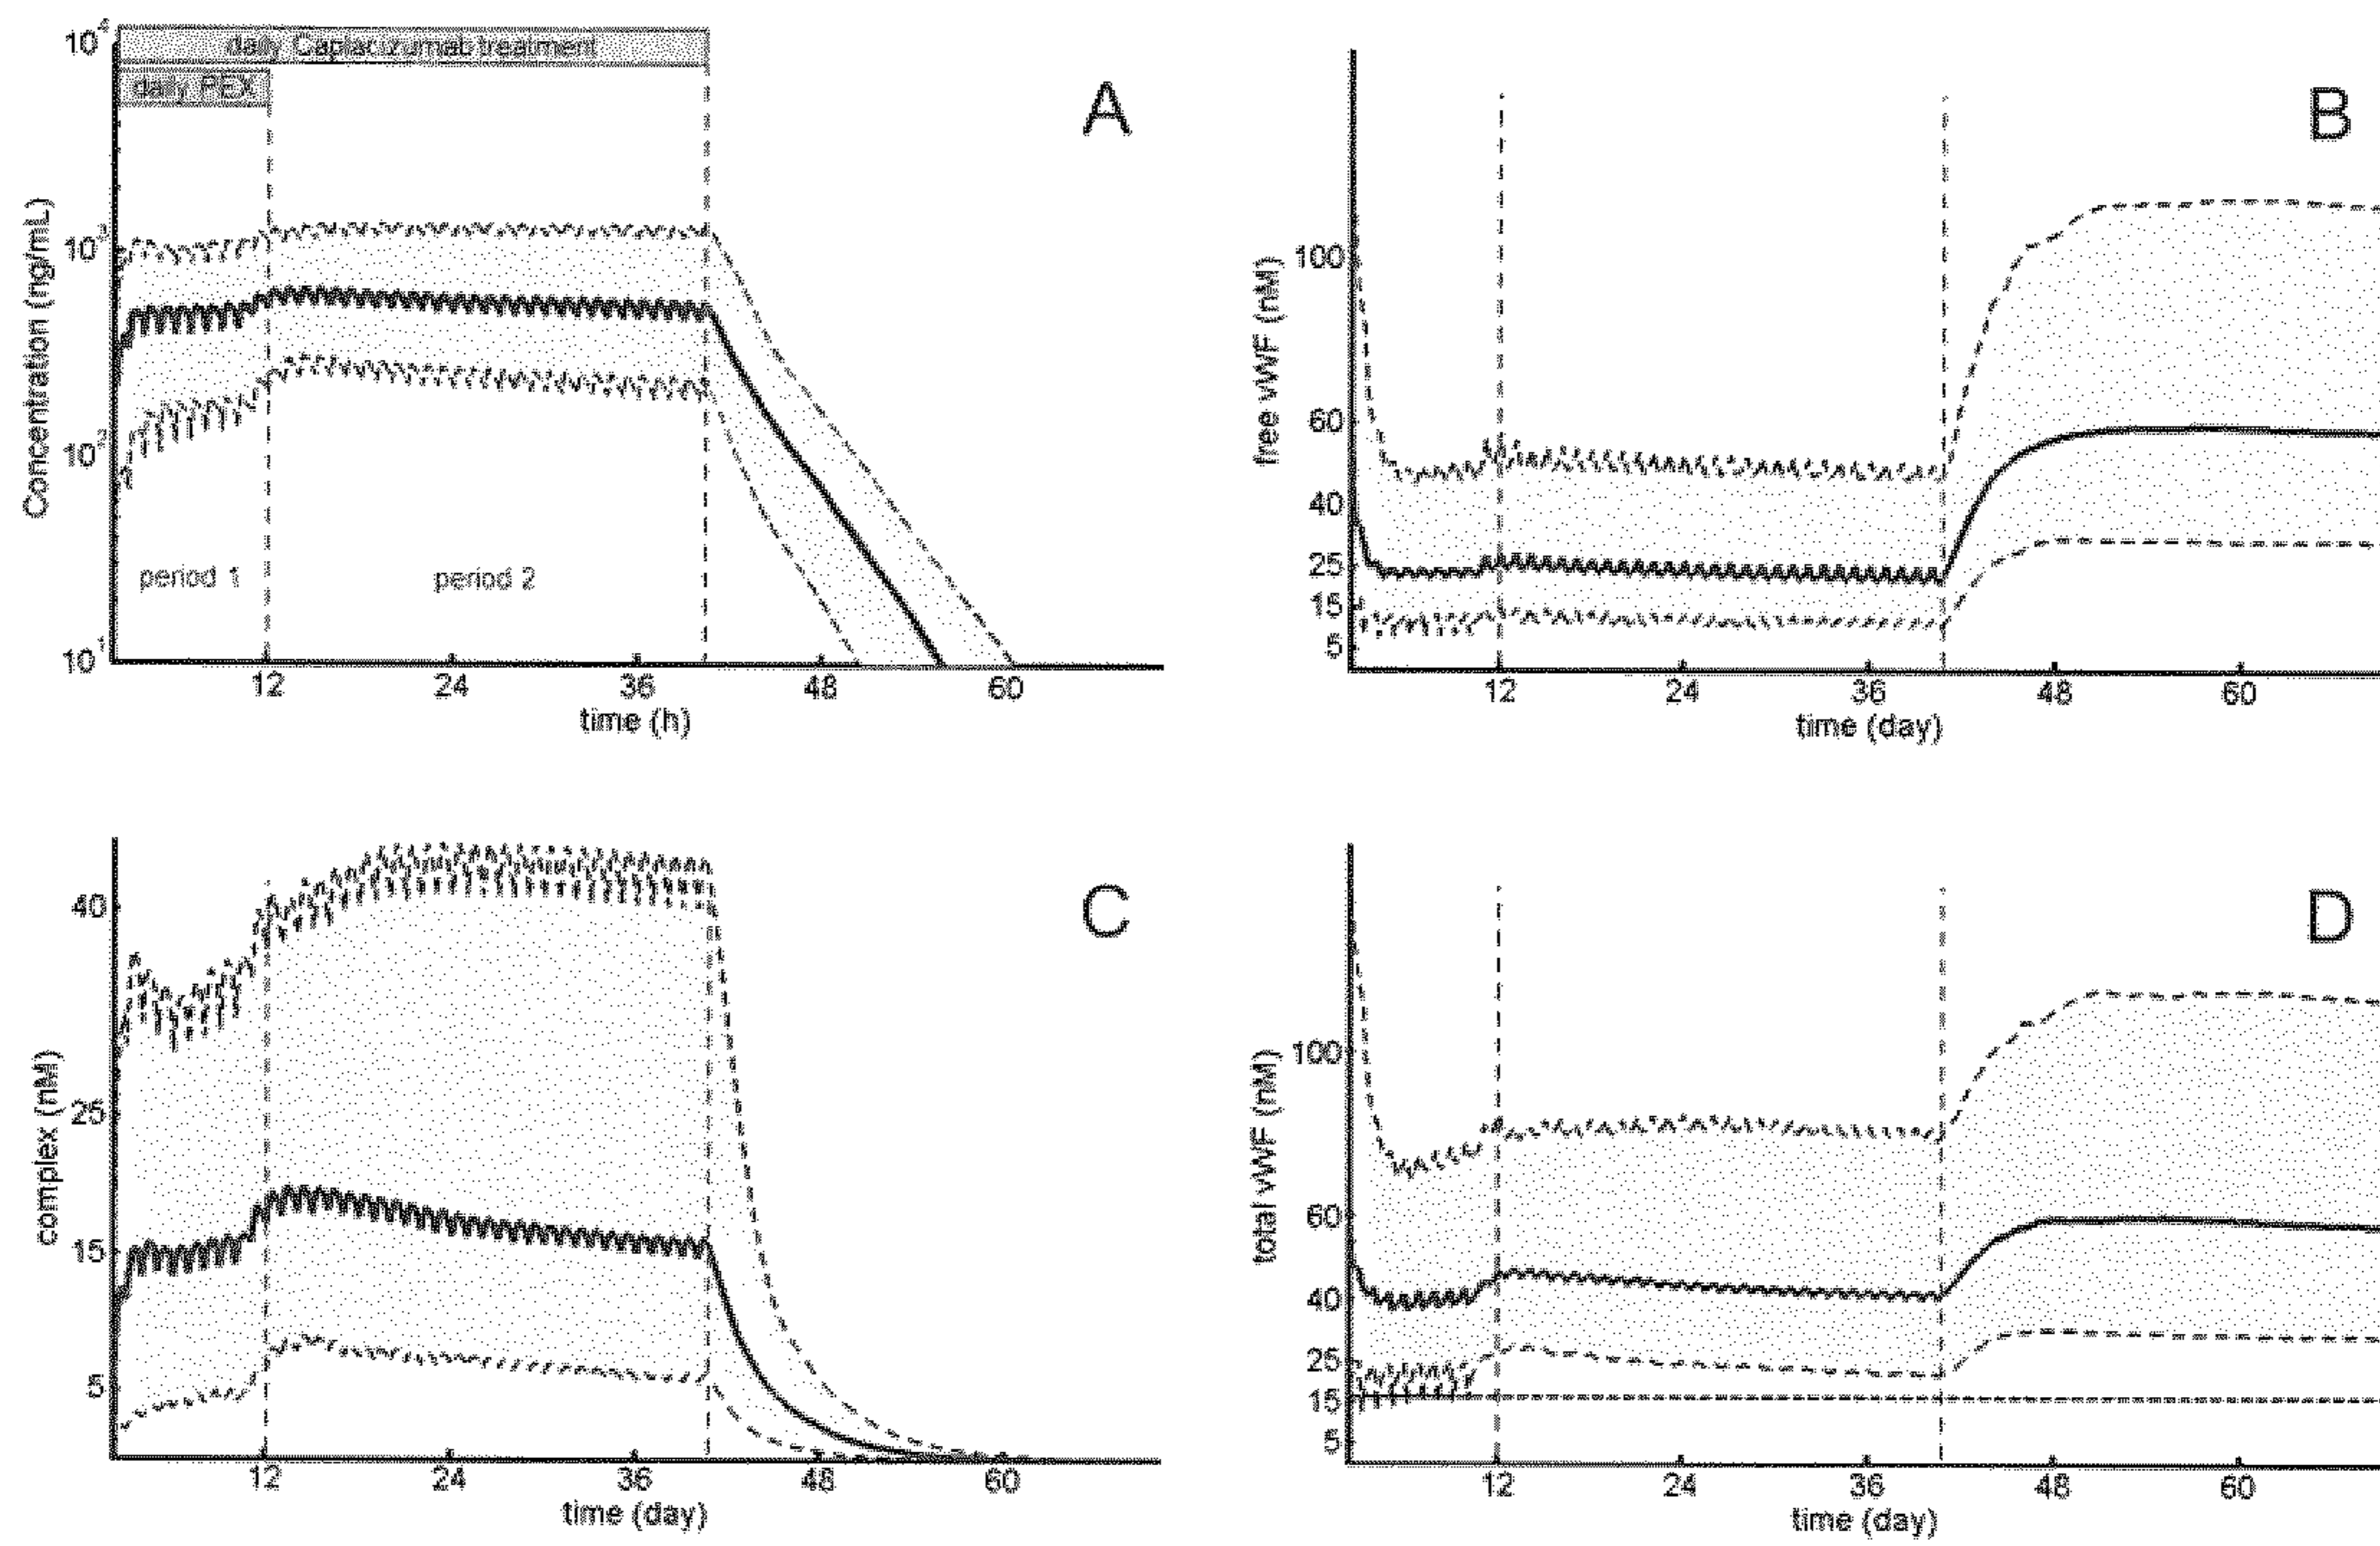 daily Caplacizumab treatment
daily PEX
A
10^4
10^3
10^2
10^1
Concentration (ng/mL)
period 1
period 2
12 24 36 48 60
time (h)
B
100
60
40
25
15
5
free vWF (nM)
12 24 36 48 60
time (day)
C
40
25
15
5
complex (nM)
12 24 36 48 60
time (day)
D
100
60
40
25
15
5
total vWF (nM)
12 24 36 48 60
time (day)